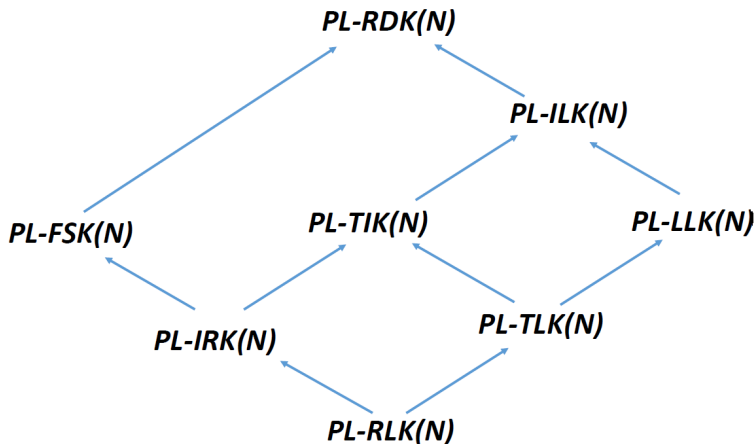 PL-RDK(N)
PL-ILK(N)
PL-FSK(N)
PL-TIK(N)
PL-LLK(N)
PL-IRK(N)
PL-TLK(N)
PL-RLK(N)